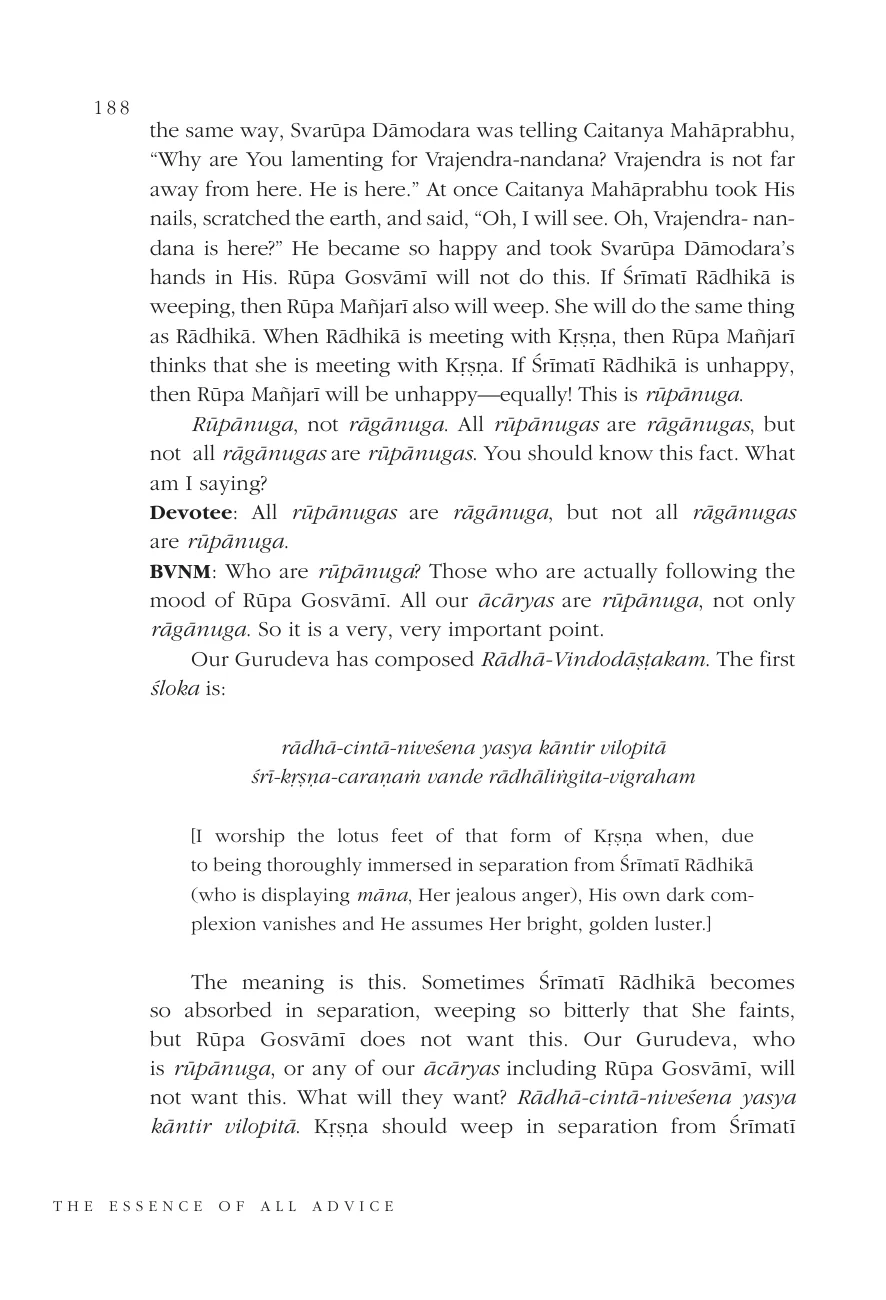 188
the same way, Svarūpa Dāmodara was telling Caitanya Mahāprabhu,
“Why are You lamenting for Vrajendra-nandana? Vrajendra is not far
away from here. He is here.” At once Caitanya Mahāprabhu took His
nails, scratched the earth, and said, “Oh, I will see. Oh, Vrajendra- nan-
dana is here?” He became so happy and took Svarūpa Dāmodara’s
hands in His. Rūpa Gosvāmī will not do this. If Śrīmatī Rādhikā is
weeping, then Rūpa Mañjarī also will weep. She will do the same thing
as Rādhikā. When Rādhikā is meeting with Kṛṣṇa, then Rūpa Mañjarī
thinks that she is meeting with Kṛṣṇa. If Śrīmatī Rādhikā is unhappy,
then Rūpa Mañjarī will be unhappy—equally! This is rūpānuga.
Rūpānuga, not rāgānuga. All rūpānugas are rāgānugas, but
not all rāgānugas are rūpānugas. You should know this fact. What
am I saying?
Devotee: All rūpānugas are rāgānuga, but not all rāgānugas
are rūpānuga.
BVNM: Who are rūpānuga? Those who are actually following the
mood of Rūpa Gosvāmī. All our ācāryas are rūpānuga, not only
rāgānuga. So it is a very, very important point.
Our Gurudeva has composed Rādhā-Vindodāṣṭakam. The first
śloka is:
rādhā-cintā-niveśena yasya kāntir vilopitā
śrī-kṛṣṇa-caraṇaṁ vande rādhāliṅgita-vigraham
[I worship the lotus feet of that form of Kṛṣṇa when, due
to being thoroughly immersed in separation from Śrīmatī Rādhikā
(who is displaying māna, Her jealous anger), His own dark com-
plexion vanishes and He assumes Her bright, golden luster.]
The meaning is this. Sometimes Śrīmatī Rādhikā becomes
so absorbed in separation, weeping so bitterly that She faints,
but Rūpa Gosvāmī does not want this. Our Gurudeva, who
is rūpānuga, or any of our ācāryas including Rūpa Gosvāmī, will
not want this. What will they want? Rādhā-cintā-niveśena yasya
kāntir vilopitā. Kṛṣṇa should weep in separation from Śrīmatī
THE ESSENCE OF ALL ADVICE